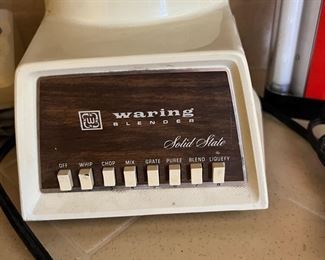 waring
BLENDER
Solid State
OFF WHIP CHOP MIX GRATE PUREE BLEND LIQUEFY